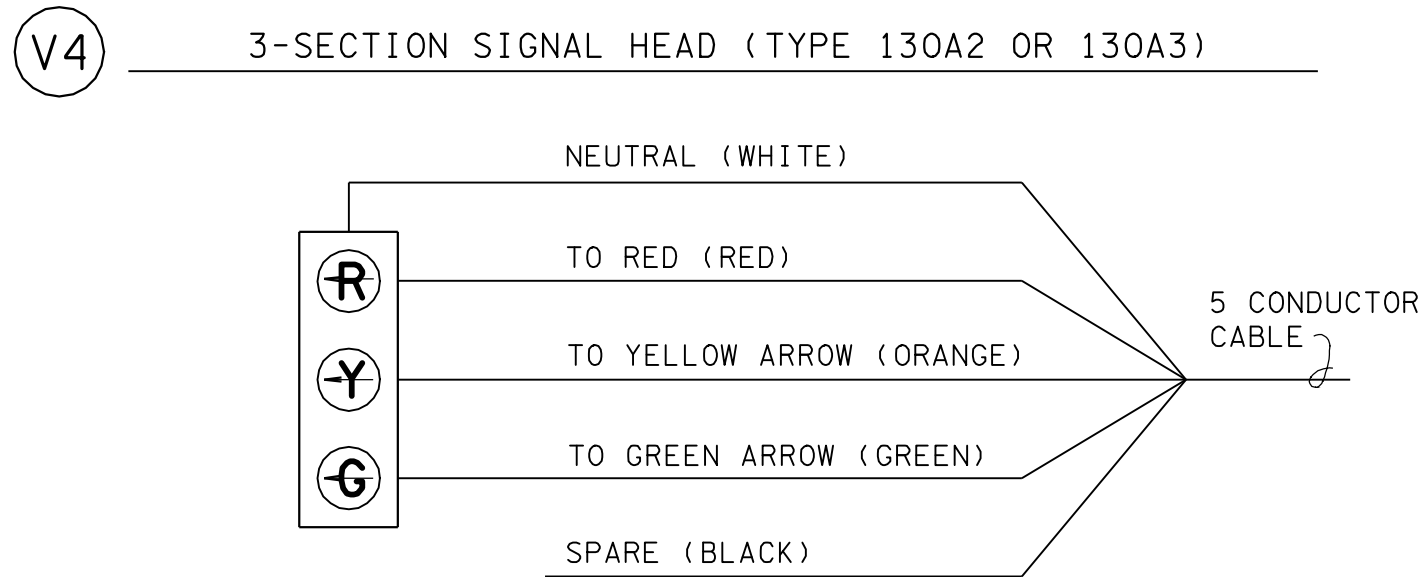 V4
3-SECTION SIGNAL HEAD (TYPE 130A2 OR 130A3)
NEUTRAL (WHITE)
R
TO RED (RED)
5 CONDUCTOR
CABLE
Y
TO YELLOW ARROW (ORANGE)
G
TO GREEN ARROW (GREEN)
SPARE (BLACK)